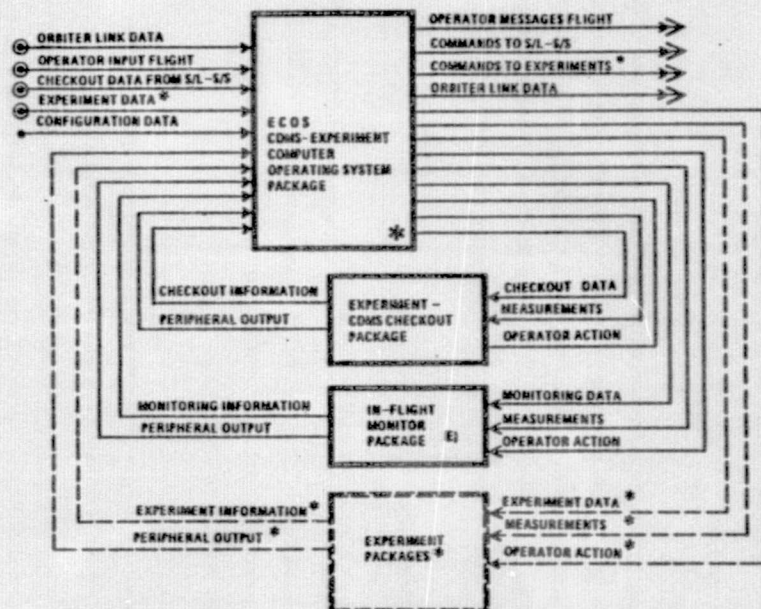 ORBITER LINK DATA
OPERATOR INPUT FLIGHT
CHECKOUT DATA FROM S/L-S/S
EXPERIMENT DATA *
CONFIGURATION DATA
OPERATOR MESSAGES FLIGHT
COMMANDS TO S/L-S/S
COMMANDS TO EXPERIMENTS *
ORBITER LINK DATA
ECOS
CDMS-EXPERIMENT
COMPUTER
OPERATING SYSTEM
PACKAGE
*
CHECKOUT INFORMATION
PERIPHERAL OUTPUT
EXPERIMENT -
CDMS CHECKOUT
PACKAGE
CHECKOUT DATA
MEASUREMENTS
OPERATOR ACTION
MONITORING INFORMATION
PERIPHERAL OUTPUT
IN-FLIGHT
MONITOR
PACKAGE (E)
MONITORING DATA
MEASUREMENTS
OPERATOR ACTION
EXPERIMENT INFORMATION *
PERIPHERAL OUTPUT *
EXPERIMENT
PACKAGES *
EXPERIMENT DATA *
MEASUREMENTS *
OPERATOR ACTION *